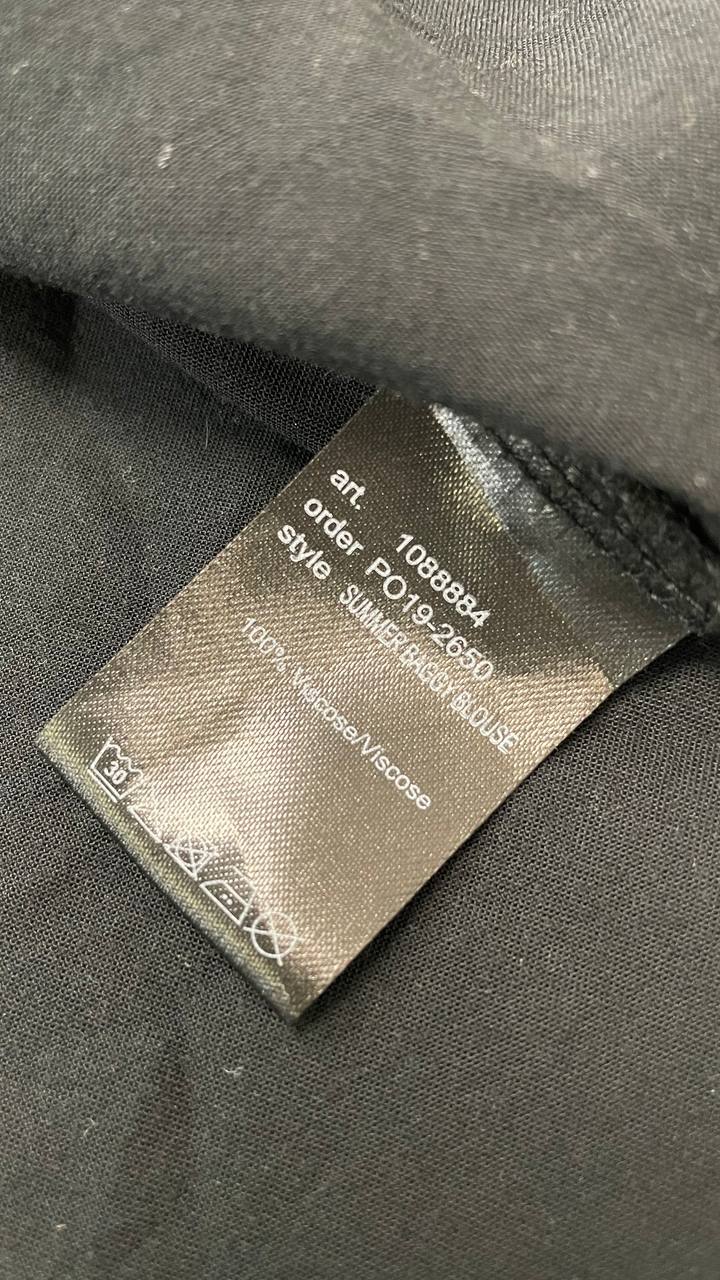 art. 1088884
order PO19-2650
style SUMMER BAGGY BLOUSE
100% Viscose/Viscose
30